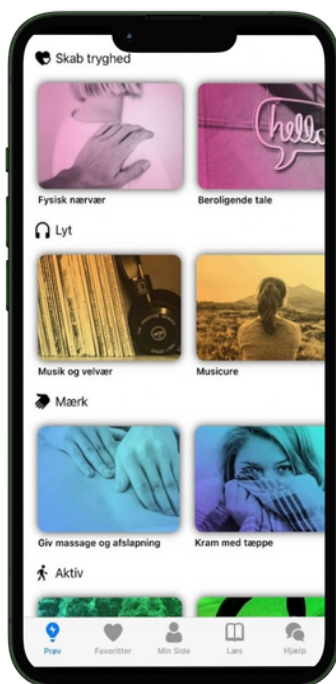 Skab tryghed
hello
Fysisk nærvær
Beroligende tale
Lyt
Musik og velvær
Musicure
Mærk
Giv massage og afslapning
Kram med tæppe
Aktiv
Prøv
Favoritter
Min Side
Læs
Hjælp